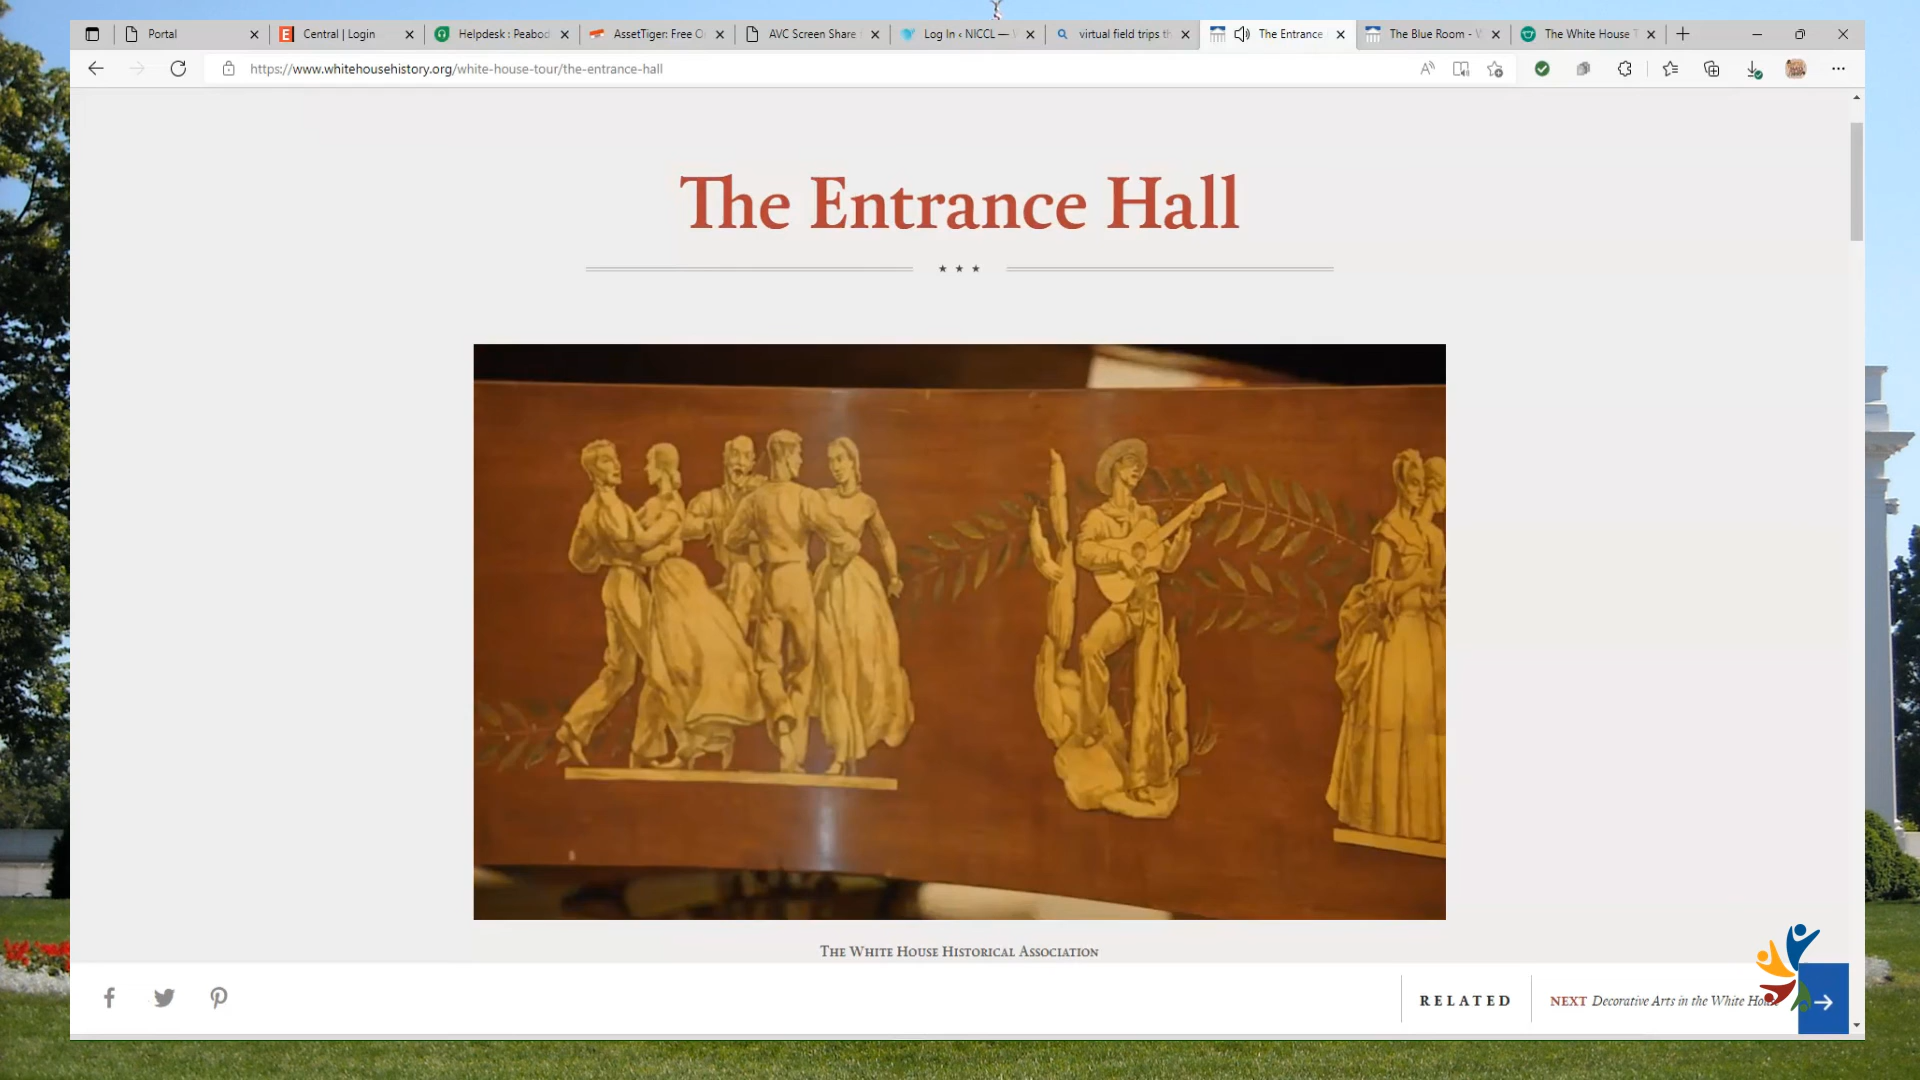 Portal
Central | Login
Helpdesk : Peabod
AssetTiger: Free O
AVC Screen Share
Log In ‹ NICCL —
virtual field trips th
The Entrance
The Blue Room -
The White House T
https://www.whitehousehistory.org/white-house-tour/the-entrance-hall
The Entrance Hall
The White House Historical Association
RELATED
NEXT Decorative Arts in the White House